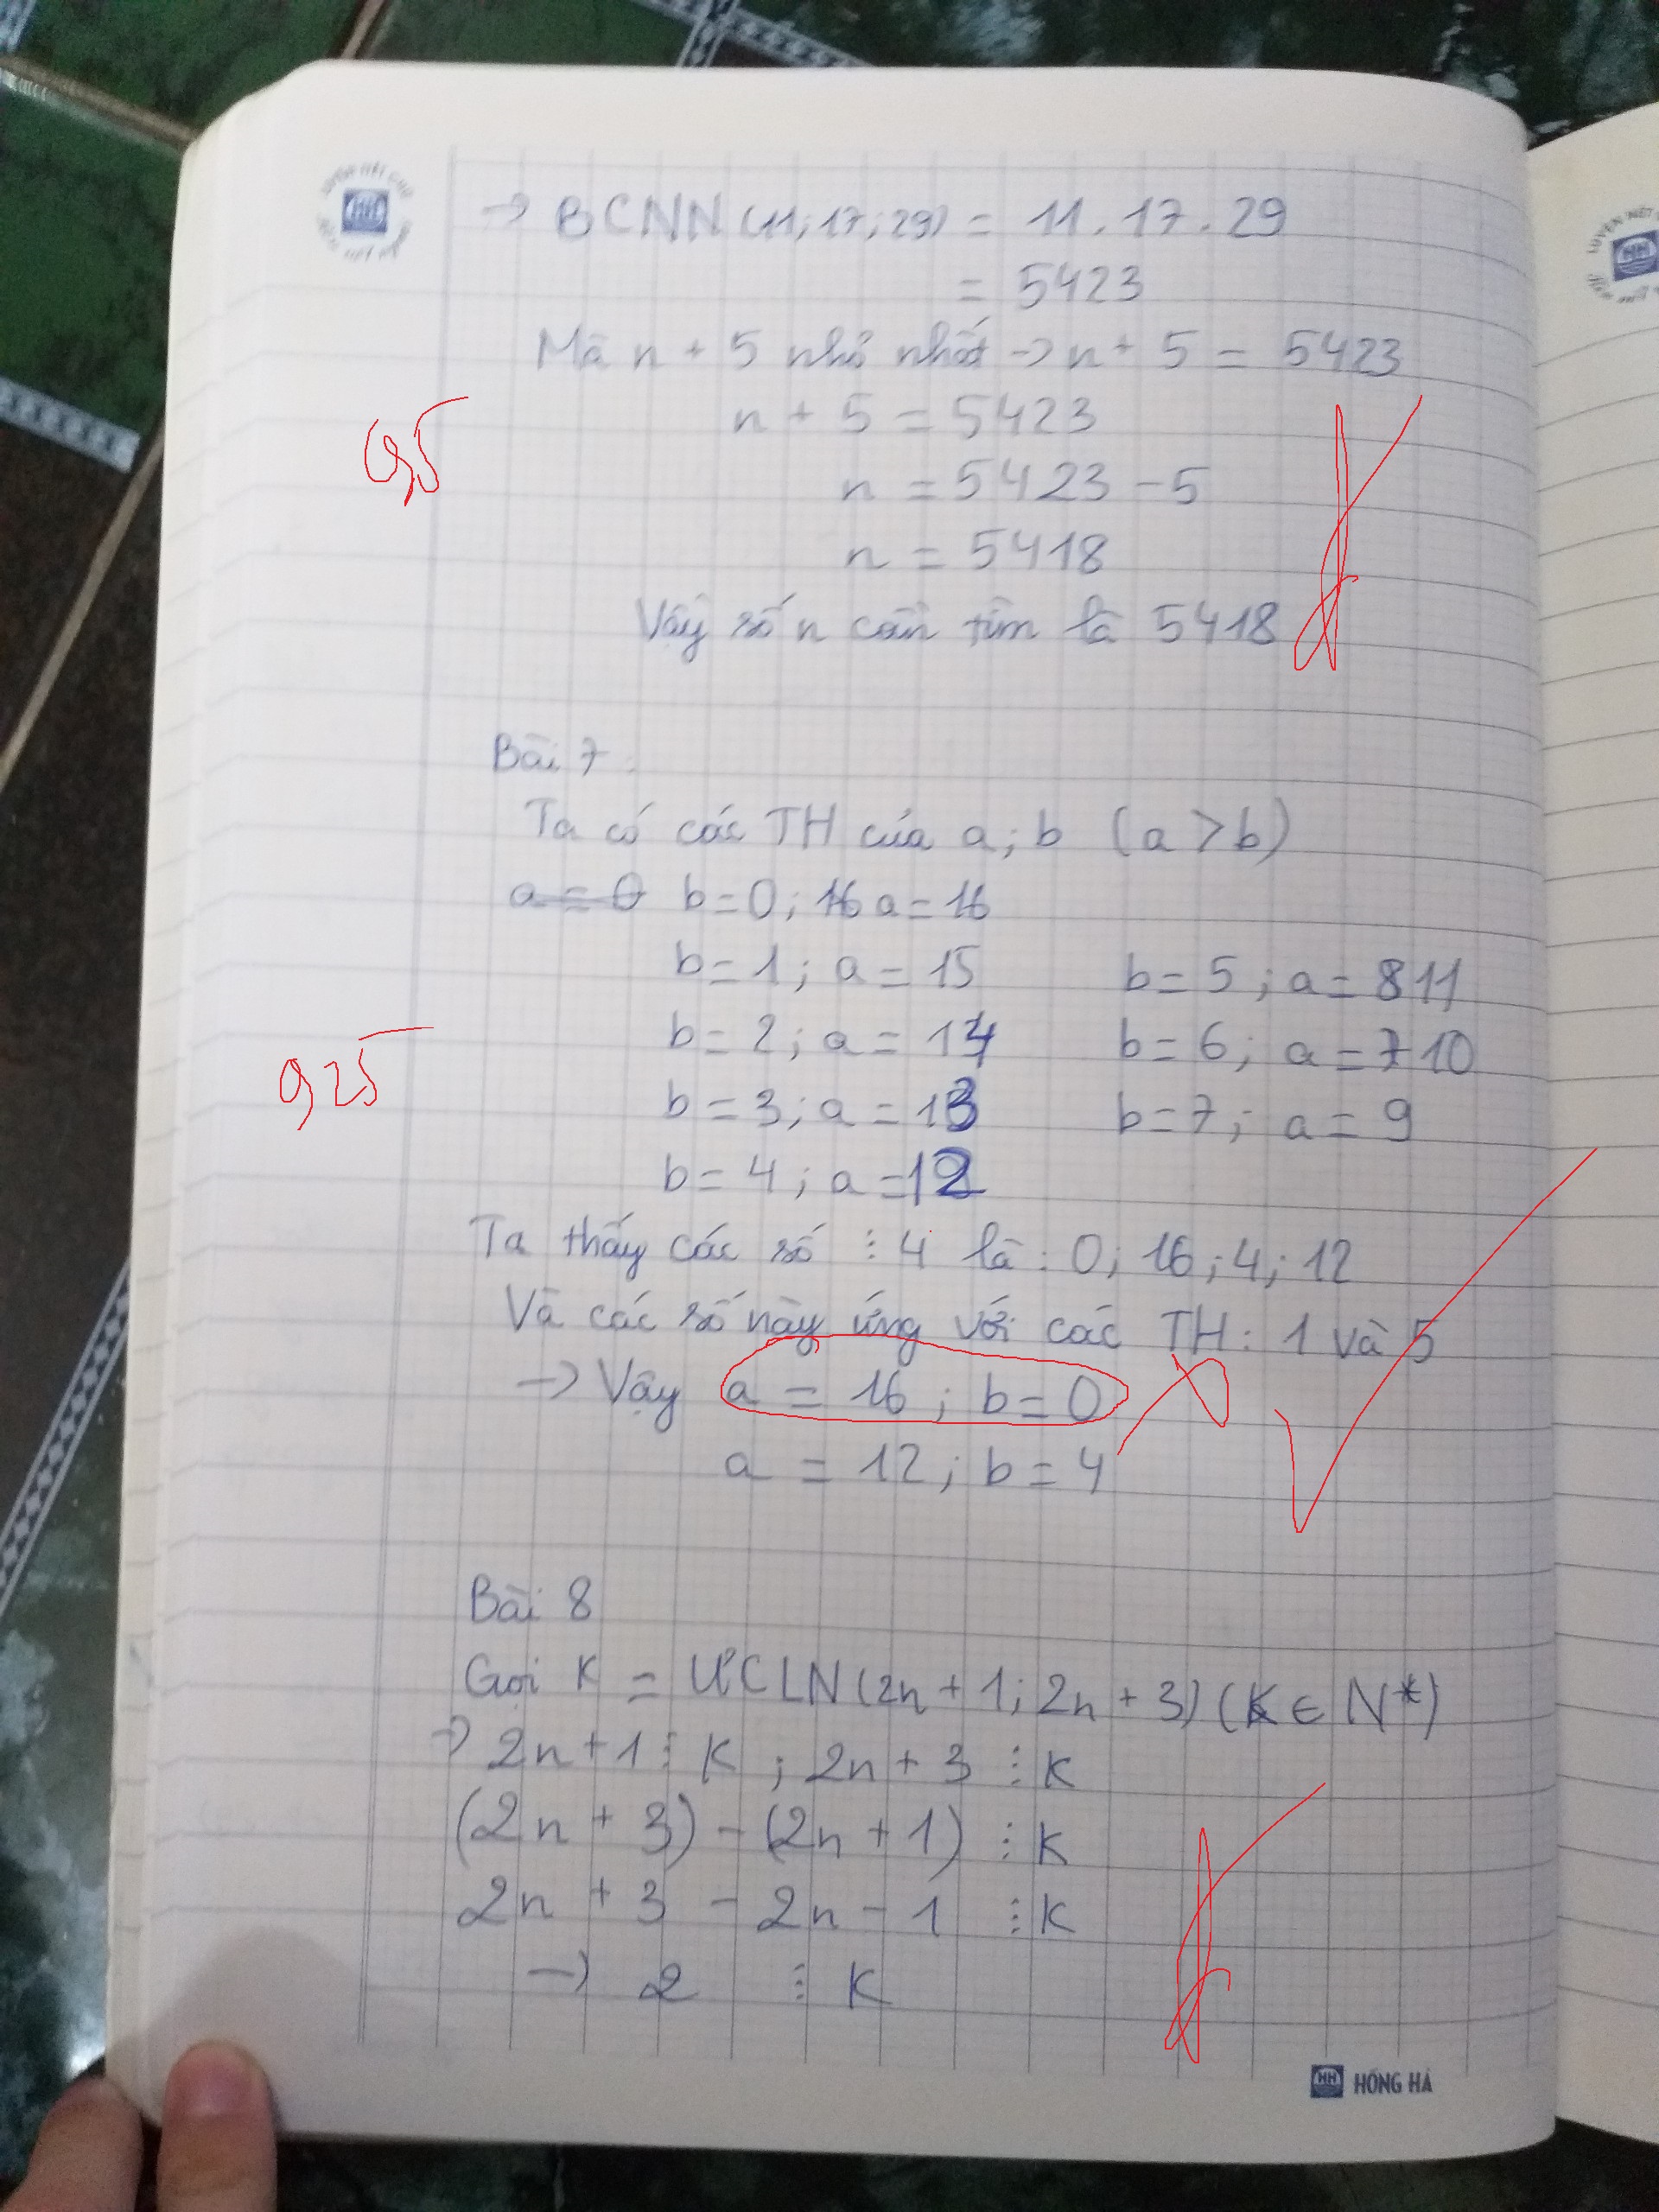 → BCNN (11; 17; 29) = 11 . 17 . 29
= 5423
Mà n + 5 nhỏ nhất → n + 5 = 5423
n + 5 = 5423
0,5
n = 5423 - 5
n = 5418
Vậy số n cần tìm là 5418
Bài 7
Ta có các TH của a; b (a > b)
a = 0 b = 0; 16 a = 16
b = 1; a = 15 b = 5; a = 8 11
b = 2; a = 14 b = 6; a = 7 10
0,25
b = 3; a = 13 b = 7; a = 9
b = 4; a = 12
Ta thấy các số ⋮ 4 là: 0; 16; 4; 12
Và các số này ứng với các TH: 1 và 5
→ Vậy a = 16; b = 0
a = 12; b = 4
Bài 8
Gọi K = ƯCLN (2n + 1; 2n + 3) (K ∈ N*)
→ 2n + 1 ⋮ K ; 2n + 3 ⋮ K
(2n + 3) - (2n + 1) ⋮ K
2n + 3 - 2n - 1 ⋮ K
→ 2 ⋮ K
HH HỒNG HÀ